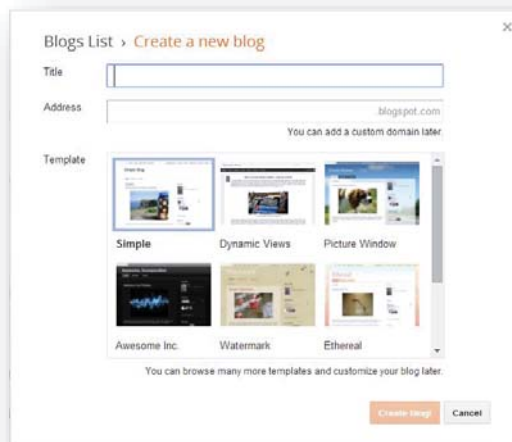 Blogs List › Create a new blog
Title
Address
.blogspot.com
You can add a custom domain later.
Template
Simple
Dynamic Views
Picture Window
Awesome Inc.
Watermark
Ethereal
You can browse many more templates and customize your blog later.
Create blog!
Cancel